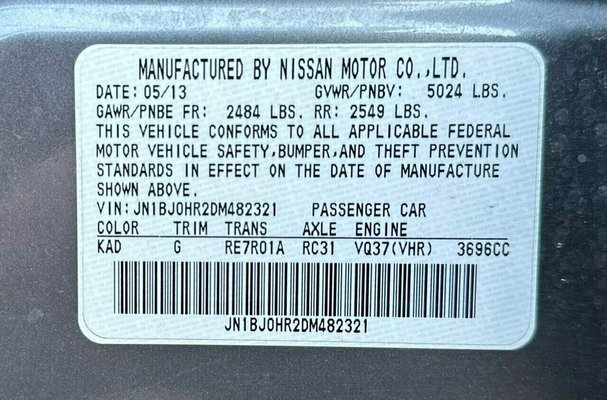 MANUFACTURED BY NISSAN MOTOR CO.,LTD.
DATE: 05/13 GVWR/PNBV: 5024 LBS.
GAWR/PNBE FR: 2484 LBS. RR: 2549 LBS.
THIS VEHICLE CONFORMS TO ALL APPLICABLE FEDERAL
MOTOR VEHICLE SAFETY,BUMPER,AND THEFT PREVENTION
STANDARDS IN EFFECT ON THE DATE OF MANUFACTURE
SHOWN ABOVE.
VIN: JN1BJ0HR2DM482321 PASSENGER CAR
COLOR TRIM TRANS AXLE ENGINE
KAD G RE7R01A RC31 VQ37(VHR) 3696CC
JN1BJ0HR2DM482321